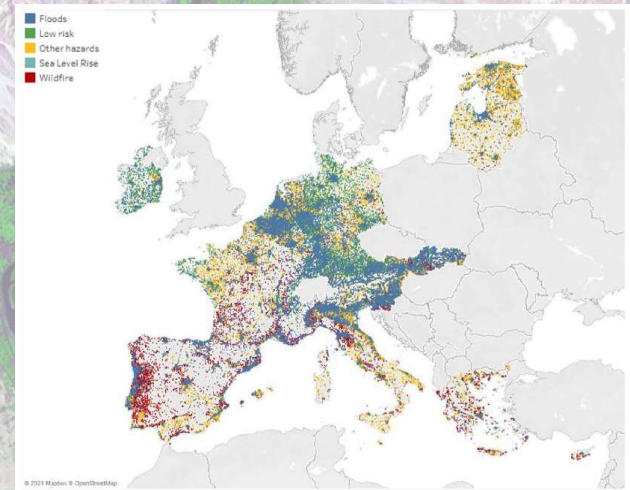 Floods
Low risk
Other hazards
Sea Level Rise
Wildfire
© 2021 Mapbox © OpenStreetMap